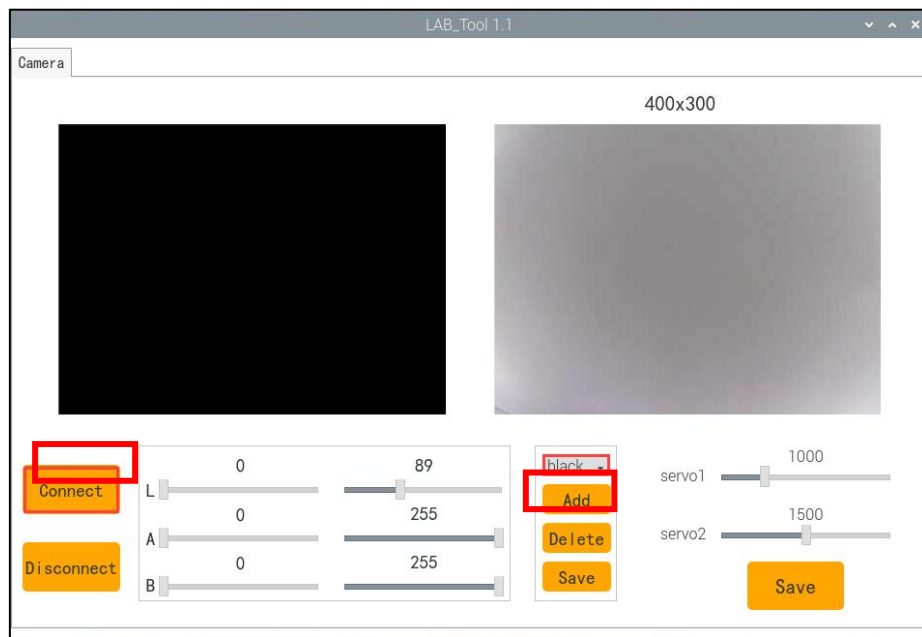 LAB_Tool 1.1
Camera
400x300
Connect
Disconnect
L 0 89
A 0 255
B 0 255
black
Add
Delete
Save
servo1 1000
servo2 1500
Save